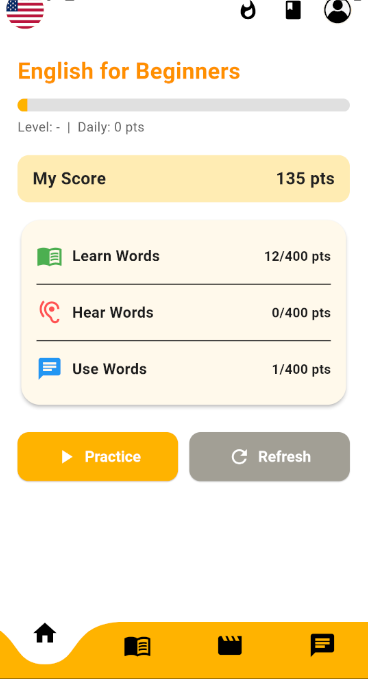 English for Beginners
Level: - | Daily: 0 pts
My Score 135 pts
Learn Words 12/400 pts
Hear Words 0/400 pts
Use Words 1/400 pts
Practice Refresh